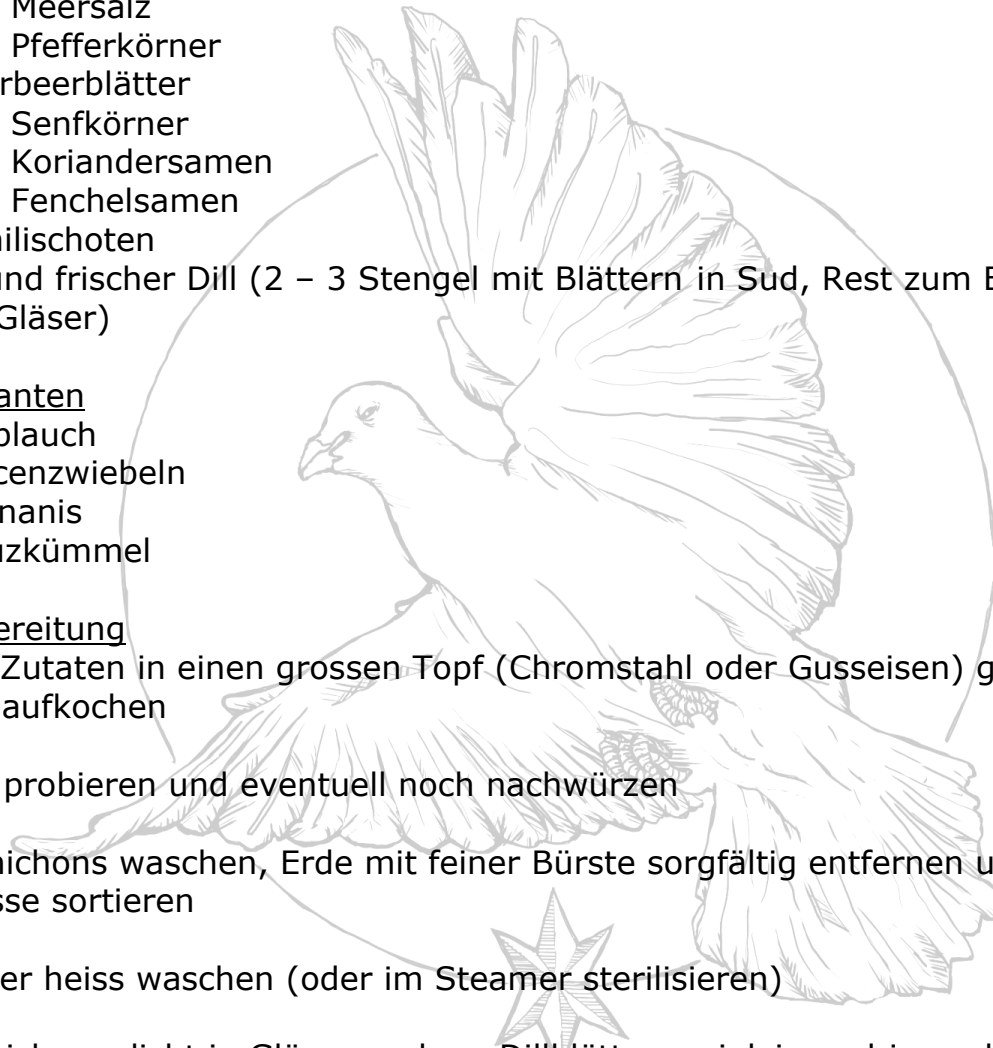 Meersalz
Pfefferkörner
rbeerblätter
Senfkörner
Koriandersamen
Fenchelsamen
ilischoten
und frischer Dill (2 – 3 Stengel mit Blättern in Sud, Rest zum E
Gläser)
anten
blauch
cenzwiebeln
nanis
uzkümmel
ereitung
Zutaten in einen grossen Topf (Chromstahl oder Gusseisen) g
aufkochen
probieren und eventuell noch nachwürzen
nichons waschen, Erde mit feiner Bürste sorgfältig entfernen u
sse sortieren
er heiss waschen (oder im Steamer sterilisieren)